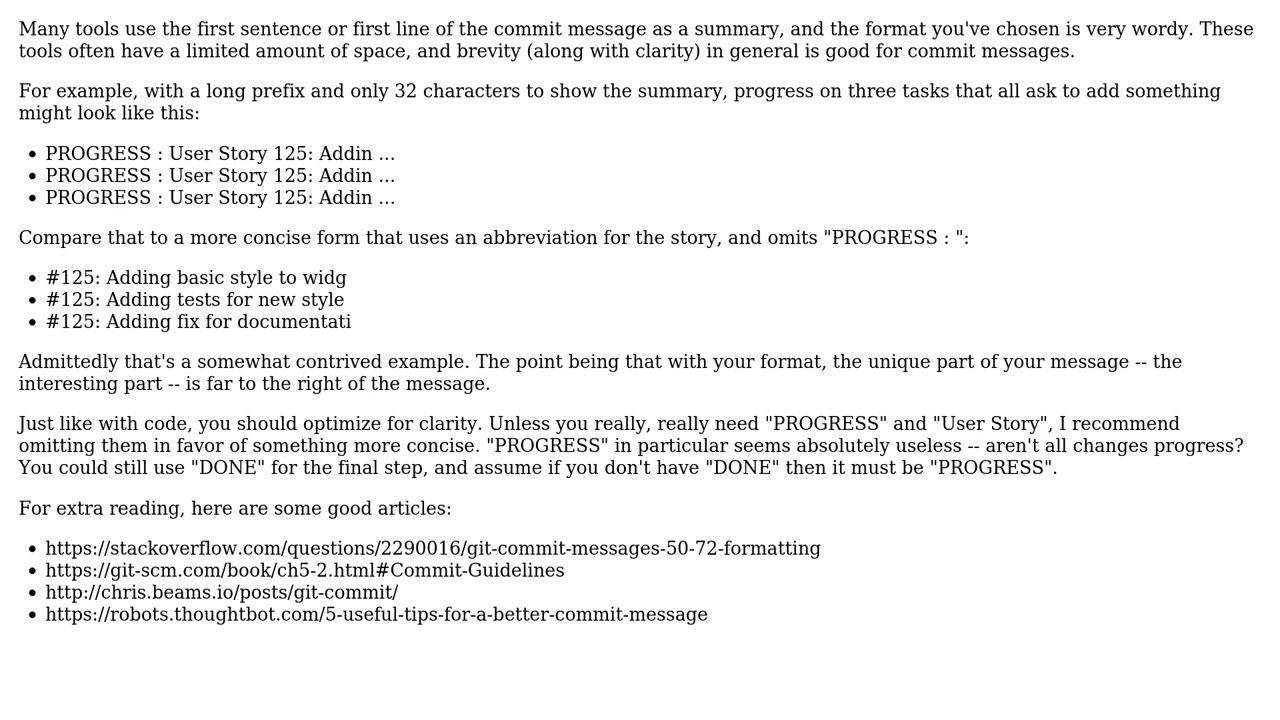 Many tools use the first sentence or first line of the commit message as a summary, and the format you've chosen is very wordy. These
tools often have a limited amount of space, and brevity (along with clarity) in general is good for commit messages.
For example, with a long prefix and only 32 characters to show the summary, progress on three tasks that all ask to add something
might look like this:
• PROGRESS : User Story 125: Addin ...
• PROGRESS : User Story 125: Addin ...
• PROGRESS : User Story 125: Addin ...
Compare that to a more concise form that uses an abbreviation for the story, and omits "PROGRESS : ":
• #125: Adding basic style to widg
• #125: Adding tests for new style
• #125: Adding fix for documentati
Admittedly that's a somewhat contrived example. The point being that with your format, the unique part of your message -- the
interesting part -- is far to the right of the message.
Just like with code, you should optimize for clarity. Unless you really, really need "PROGRESS" and "User Story", I recommend
omitting them in favor of something more concise. "PROGRESS" in particular seems absolutely useless -- aren't all changes progress?
You could still use "DONE" for the final step, and assume if you don't have "DONE" then it must be "PROGRESS".
For extra reading, here are some good articles:
• https://stackoverflow.com/questions/2290016/git-commit-messages-50-72-formatting
• https://git-scm.com/book/ch5-2.html#Commit-Guidelines
• http://chris.beams.io/posts/git-commit/
• https://robots.thoughtbot.com/5-useful-tips-for-a-better-commit-message